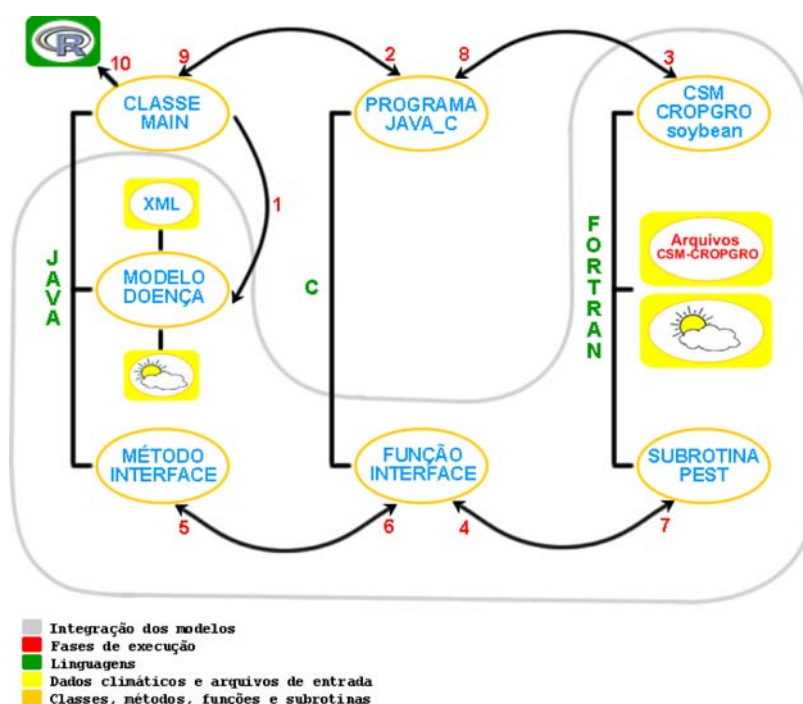 R
10
9
2
8
3
CLASSE
MAIN
PROGRAMA
JAVA_C
CSM
CROPGRO
soybean
XML
1
JAVA
MODELO
DOENÇA
C
FORTRAN
Arquivos
CSM-CROPGRO
MÉTODO
INTERFACE
FUNÇÃO
INTERFACE
SUBROTINA
PEST
5
6
4
7
Integração dos modelos
Fases de execução
Linguagens
Dados climáticos e arquivos de entrada
Classes, métodos, funções e subrotinas